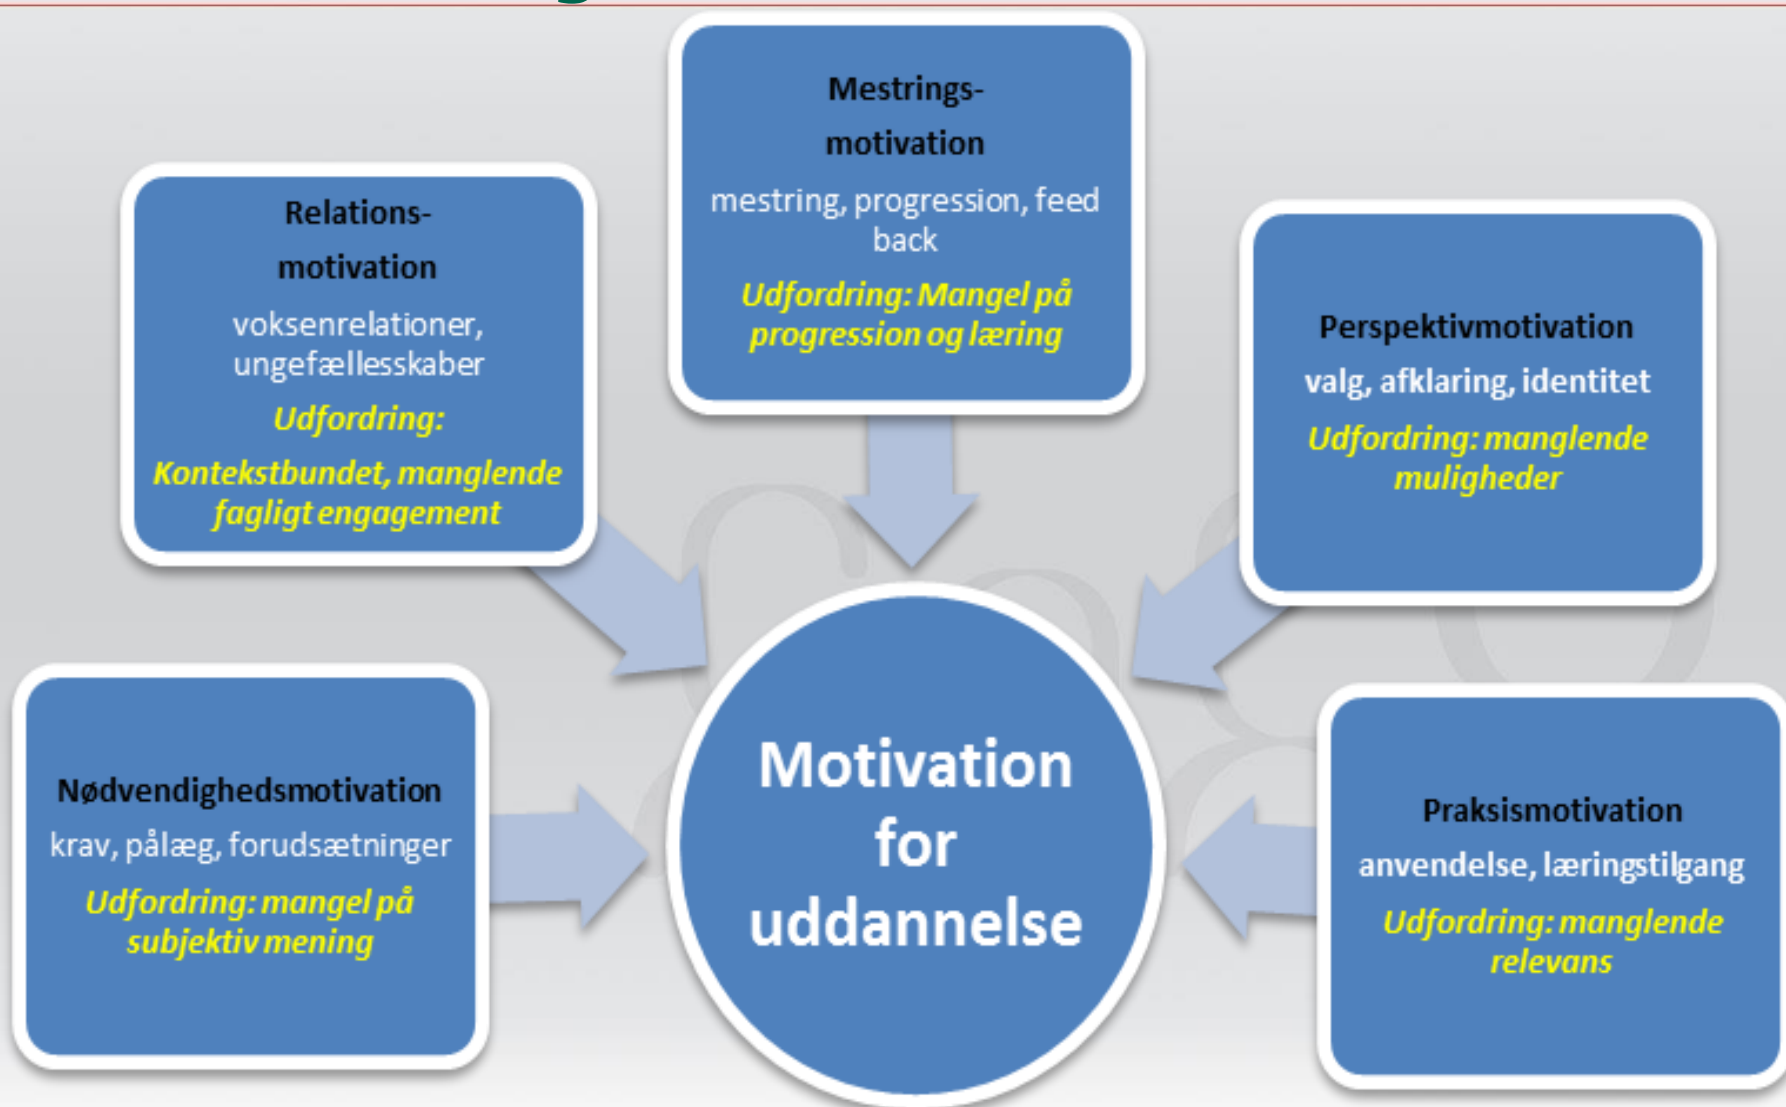 Relations-
motivation
voksenrelationer,
ungefællesskaber
Udfordring:
Kontekstbundet, manglende
fagligt engagement
Mestrings-
motivation
mestring, progression, feed
back
Udfordring: Mangel på
progression og læring
Perspektivmotivation
valg, afklaring, identitet
Udfordring: manglende
muligheder
Nødvendighedsmotivation
krav, pålæg, forudsætninger
Udfordring: mangel på
subjektiv mening
Motivation
for
uddannelse
Praksismotivation
anvendelse, læringstilgang
Udfordring: manglende
relevans